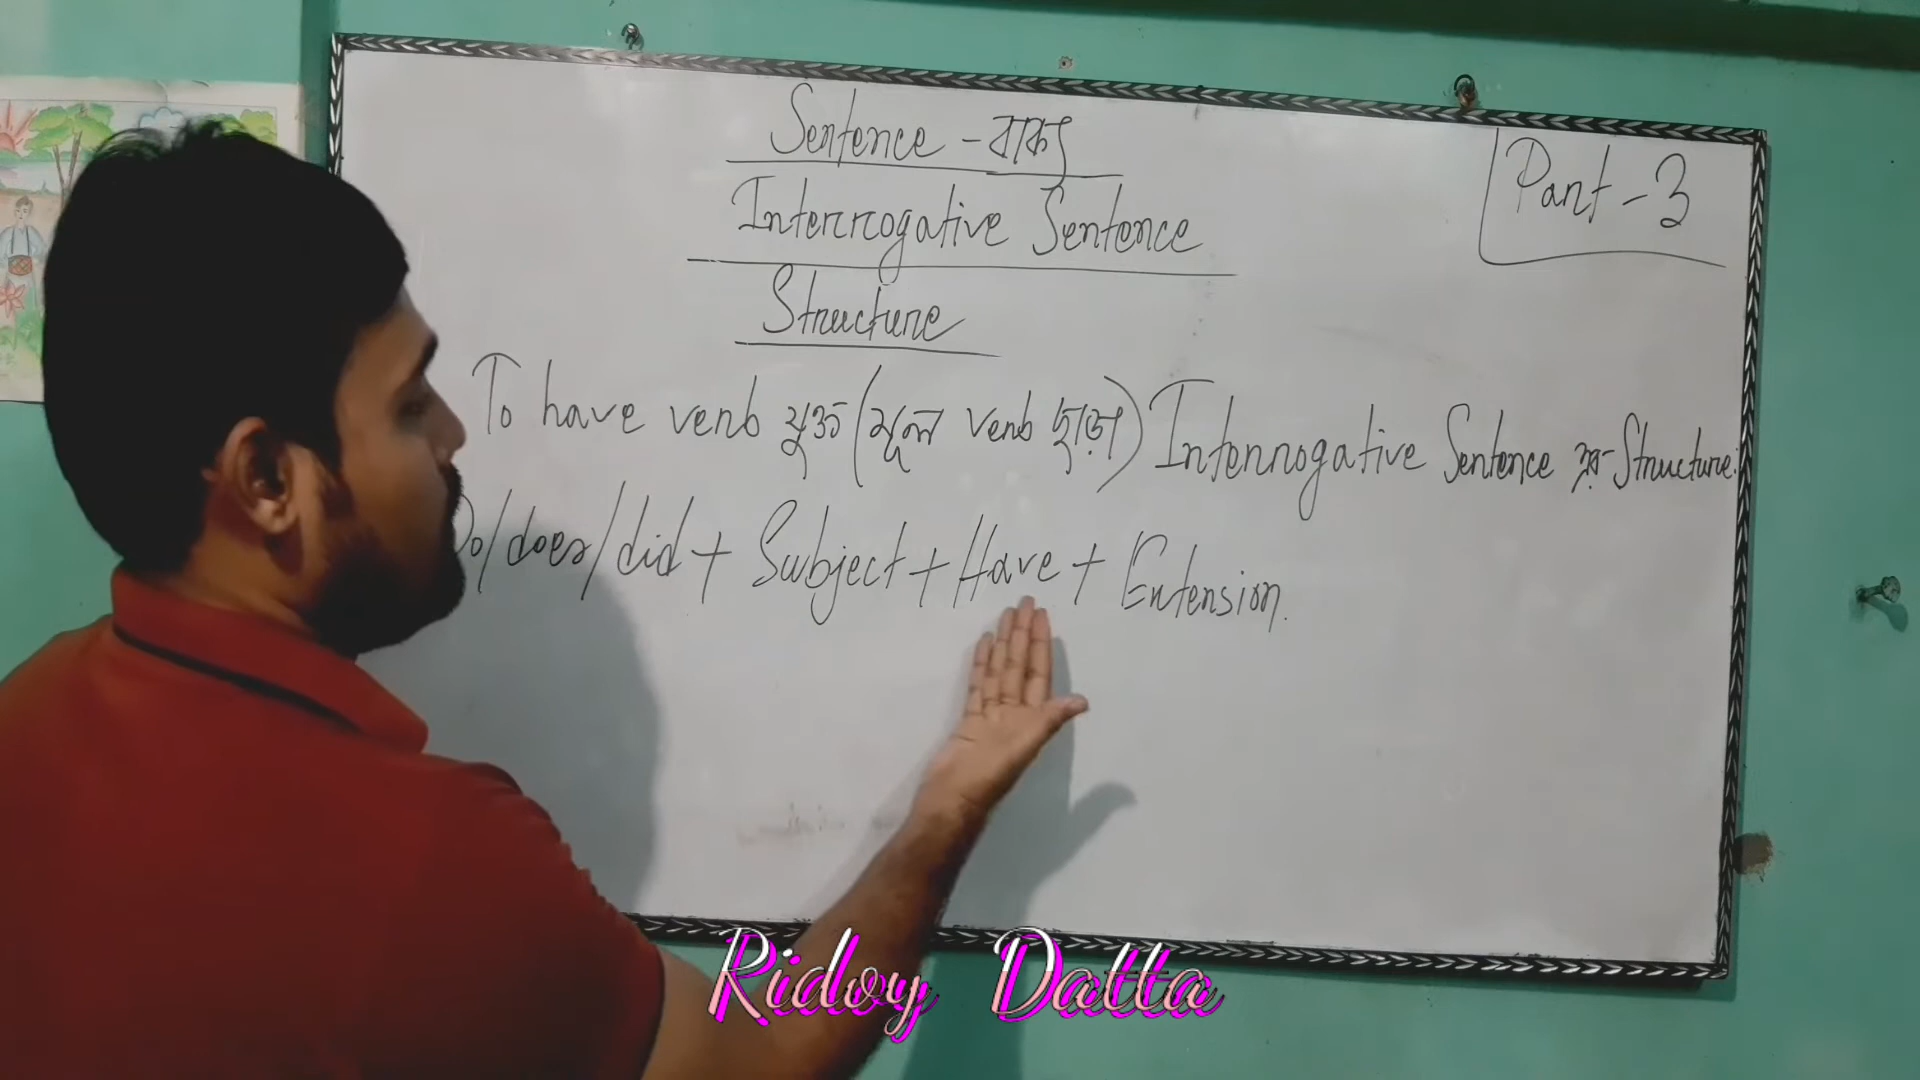 Sentence - বাক্য
Part - 3
Interrogative Sentence
Structure
To have verb যুক্ত (মূল verb ছাড়া) Interrogative Sentence এর Structure:
Do/does/did + Subject + Have + Extension.
Ridoy Datta